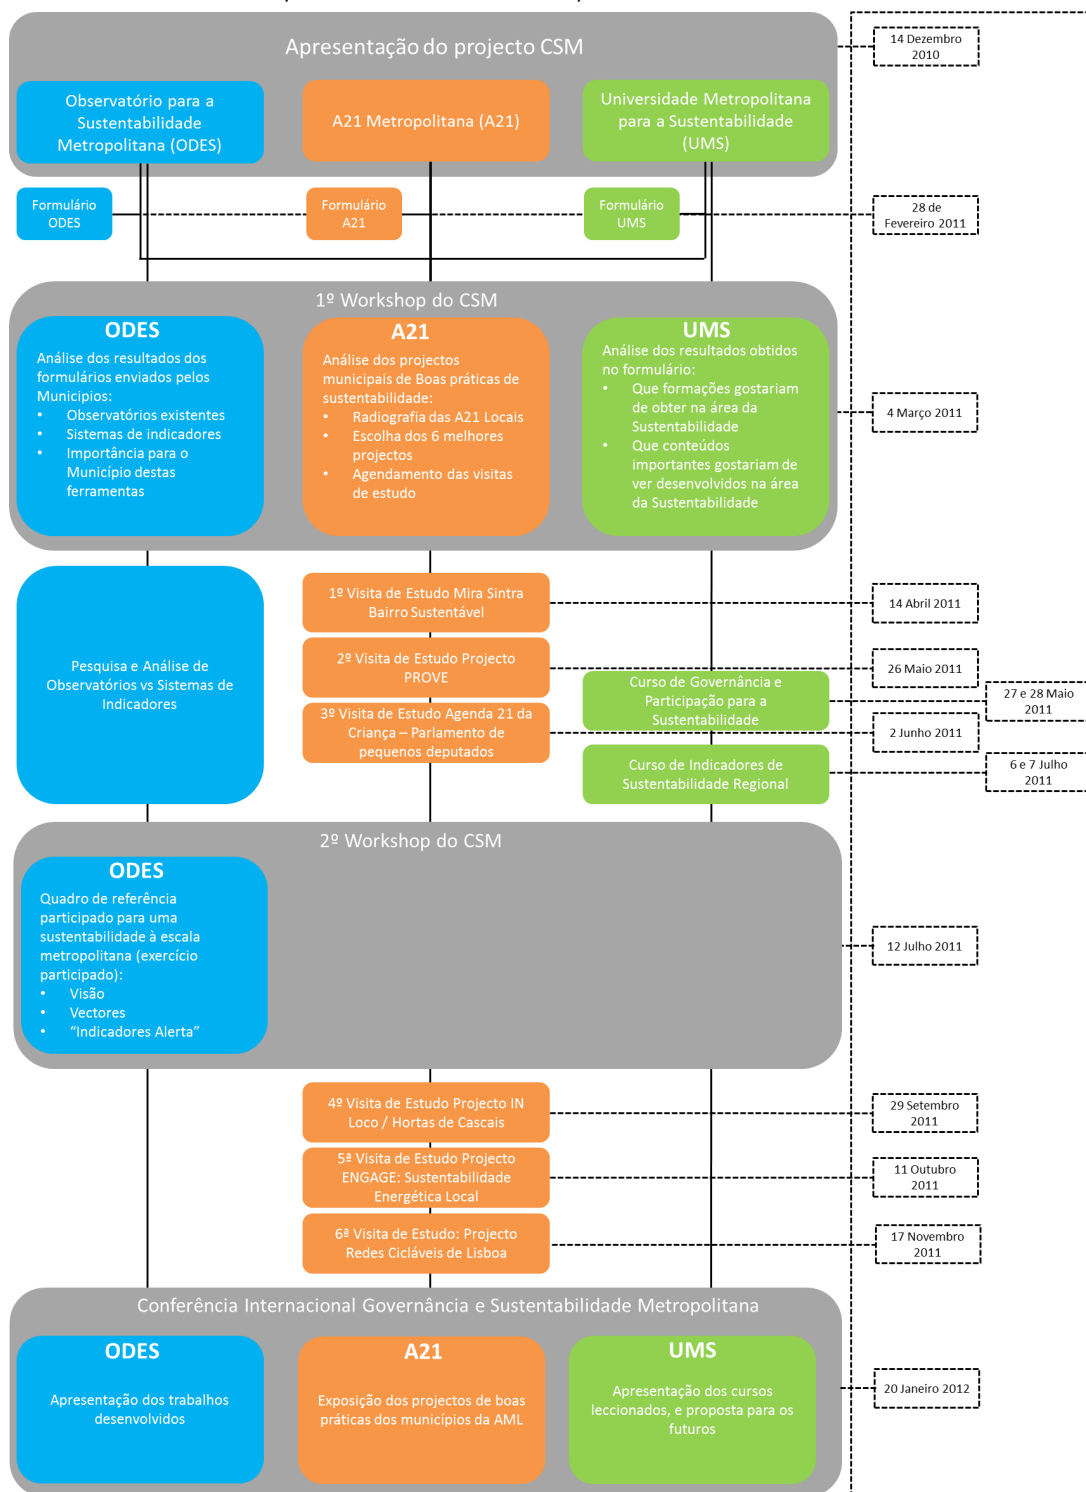 Apresentação do projecto CSM
14 Dezembro
2010
Observatório para a
Sustentabilidade
Metropolitana (ODES)
A21 Metropolitana (A21)
Universidade Metropolitana
para a Sustentabilidade
(UMS)
Formulário
ODES
Formulário
A21
Formulário
UMS
28 de
Fevereiro 2011
1º Workshop do CSM
ODES
Análise dos resultados dos
formulários enviados pelos
Municipios:
• Observatórios existentes
• Sistemas de indicadores
• Importância para o
Município destas
ferramentas
A21
Análise dos projectos
municipais de Boas práticas de
sustentabilidade:
• Radiografia das A21 Locais
• Escolha dos 6 melhores
projectos
• Agendamento das visitas
de estudo
UMS
Análise dos resultados obtidos
no formulário:
• Que formações gostariam
de obter na área da
Sustentabilidade
• Que conteúdos
importantes gostariam de
ver desenvolvidos na área
da Sustentabilidade
4 Março 2011
Pesquisa e Análise de
Observatórios vs Sistemas de
Indicadores
1º Visita de Estudo Mira Sintra
Bairro Sustentável
14 Abril 2011
2º Visita de Estudo Projecto
PROVE
26 Maio 2011
Curso de Governância e
Participação para a
Sustentabilidade
27 e 28 Maio
2011
3º Visita de Estudo Agenda 21 da
Criança – Parlamento de
pequenos deputados
2 Junho 2011
Curso de Indicadores de
Sustentabilidade Regional
6 e 7 Julho
2011
2º Workshop do CSM
ODES
Quadro de referência
participado para uma
sustentabilidade à escala
metropolitana (exercício
participado):
• Visão
• Vectores
• “Indicadores Alerta”
12 Julho 2011
4º Visita de Estudo Projecto IN
Loco / Hortas de Cascais
29 Setembro
2011
5ª Visita de Estudo Projecto
ENGAGE: Sustentabilidade
Energética Local
11 Outubro
2011
6ª Visita de Estudo: Projecto
Redes Cicláveis de Lisboa
17 Novembro
2011
Conferência Internacional Governância e Sustentabilidade Metropolitana
ODES
Apresentação dos trabalhos
desenvolvidos
A21
Exposição dos projectos de boas
práticas dos municípios da AML
UMS
Apresentação dos cursos
leccionados, e proposta para os
futuros
20 Janeiro 2012